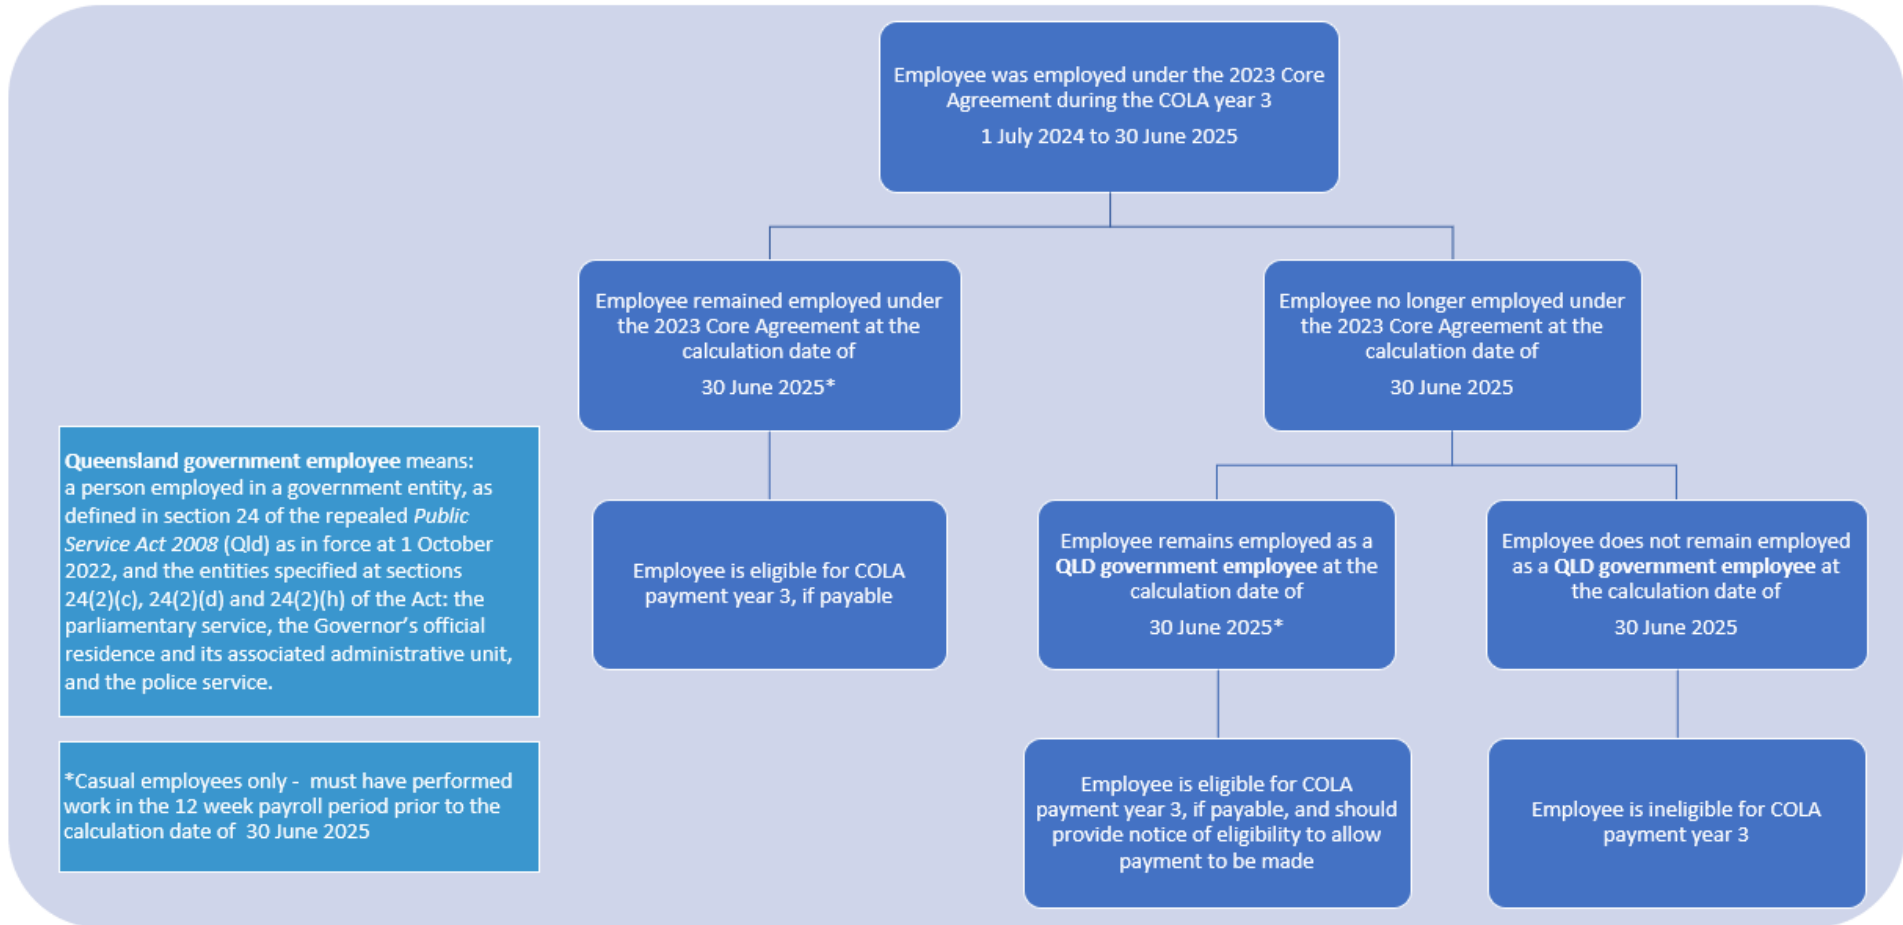 Employee was employed under the 2023 Core
Agreement during the COLA year 3
1 July 2024 to 30 June 2025
Employee remained employed under
the 2023 Core Agreement at the
calculation date of
30 June 2025*
Employee no longer employed under
the 2023 Core Agreement at the
calculation date of
30 June 2025
Queensland government employee means:
a person employed in a government entity, as
defined in section 24 of the repealed Public
Service Act 2008 (Qld) as in force at 1 October
2022, and the entities specified at sections
24(2)(c), 24(2)(d) and 24(2)(h) of the Act: the
parliamentary service, the Governor's official
residence and its associated administrative unit,
and the police service.
Employee is eligible for COLA
payment year 3, if payable
Employee remains employed as a
QLD government employee at the
calculation date of
30 June 2025*
Employee does not remain employed
as a QLD government employee at
the calculation date of
30 June 2025
*Casual employees only -  must have performed
work in the 12 week payroll period prior to the
calculation date of  30 June 2025
Employee is eligible for COLA
payment year 3, if payable, and should
provide notice of eligibility to allow
payment to be made
Employee is ineligible for COLA
payment year 3